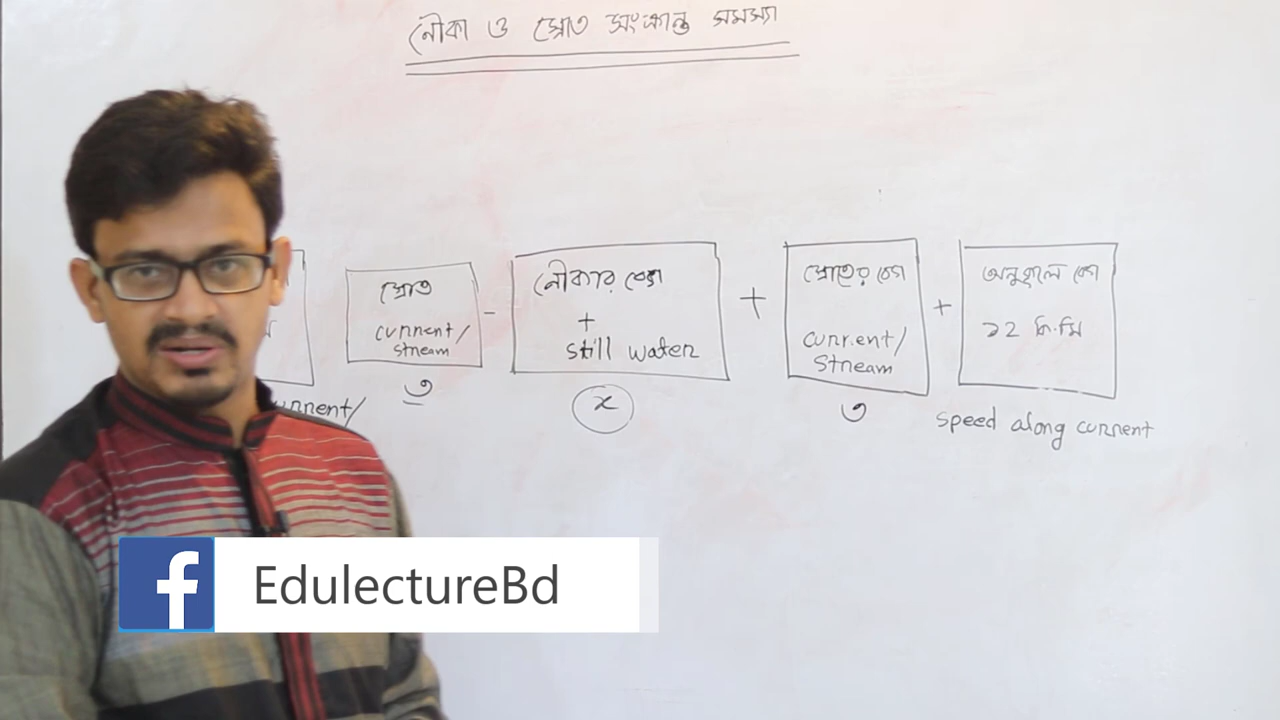 নৌকা ও স্রোত সংক্রান্ত সমস্যা
স্রোত
current/
stream
৩
-
নৌকার বেগ
+
still water
x
+
স্রোতের বেগ
current/
Stream
৩
+
অনুকূলে বেগ
১২ কি.মি
speed along current
current/
EdulectureBd